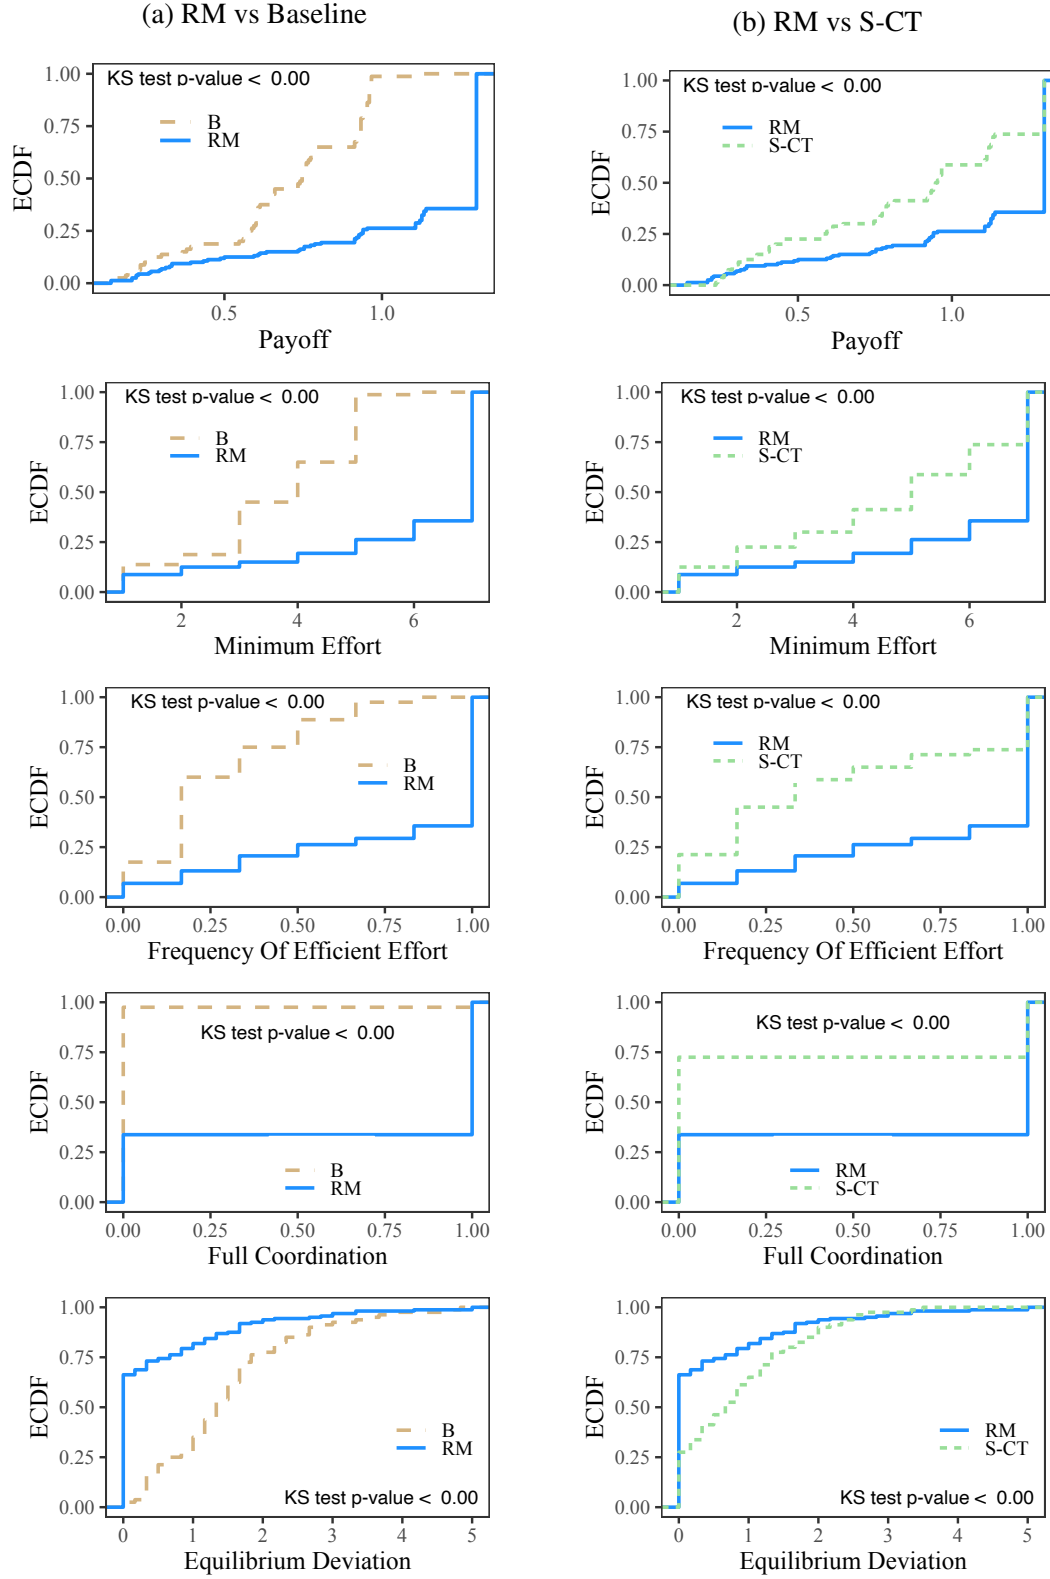 (a) RM vs Baseline
(b) RM vs S-CT
KS test p-value < 0.00
B
RM
1.00
0.75
0.50
0.25
0.00
ECDF
0.5
1.0
Payoff
KS test p-value < 0.00
RM
S-CT
1.00
0.75
0.50
0.25
0.00
ECDF
0.5
1.0
Payoff
KS test p-value < 0.00
B
RM
1.00
0.75
0.50
0.25
0.00
ECDF
2
4
6
Minimum Effort
KS test p-value < 0.00
RM
S-CT
1.00
0.75
0.50
0.25
0.00
ECDF
2
4
6
Minimum Effort
KS test p-value < 0.00
B
RM
1.00
0.75
0.50
0.25
0.00
ECDF
0.00
0.25
0.50
0.75
1.00
Frequency Of Efficient Effort
KS test p-value < 0.00
RM
S-CT
1.00
0.75
0.50
0.25
0.00
ECDF
0.00
0.25
0.50
0.75
1.00
Frequency Of Efficient Effort
KS test p-value < 0.00
B
RM
1.00
0.75
0.50
0.25
0.00
ECDF
0.00
0.25
0.50
0.75
1.00
Full Coordination
KS test p-value < 0.00
RM
S-CT
1.00
0.75
0.50
0.25
0.00
ECDF
0.00
0.25
0.50
0.75
1.00
Full Coordination
B
RM
KS test p-value < 0.00
1.00
0.75
0.50
0.25
0.00
ECDF
0
1
2
3
4
5
Equilibrium Deviation
RM
S-CT
KS test p-value < 0.00
1.00
0.75
0.50
0.25
0.00
ECDF
0
1
2
3
4
5
Equilibrium Deviation